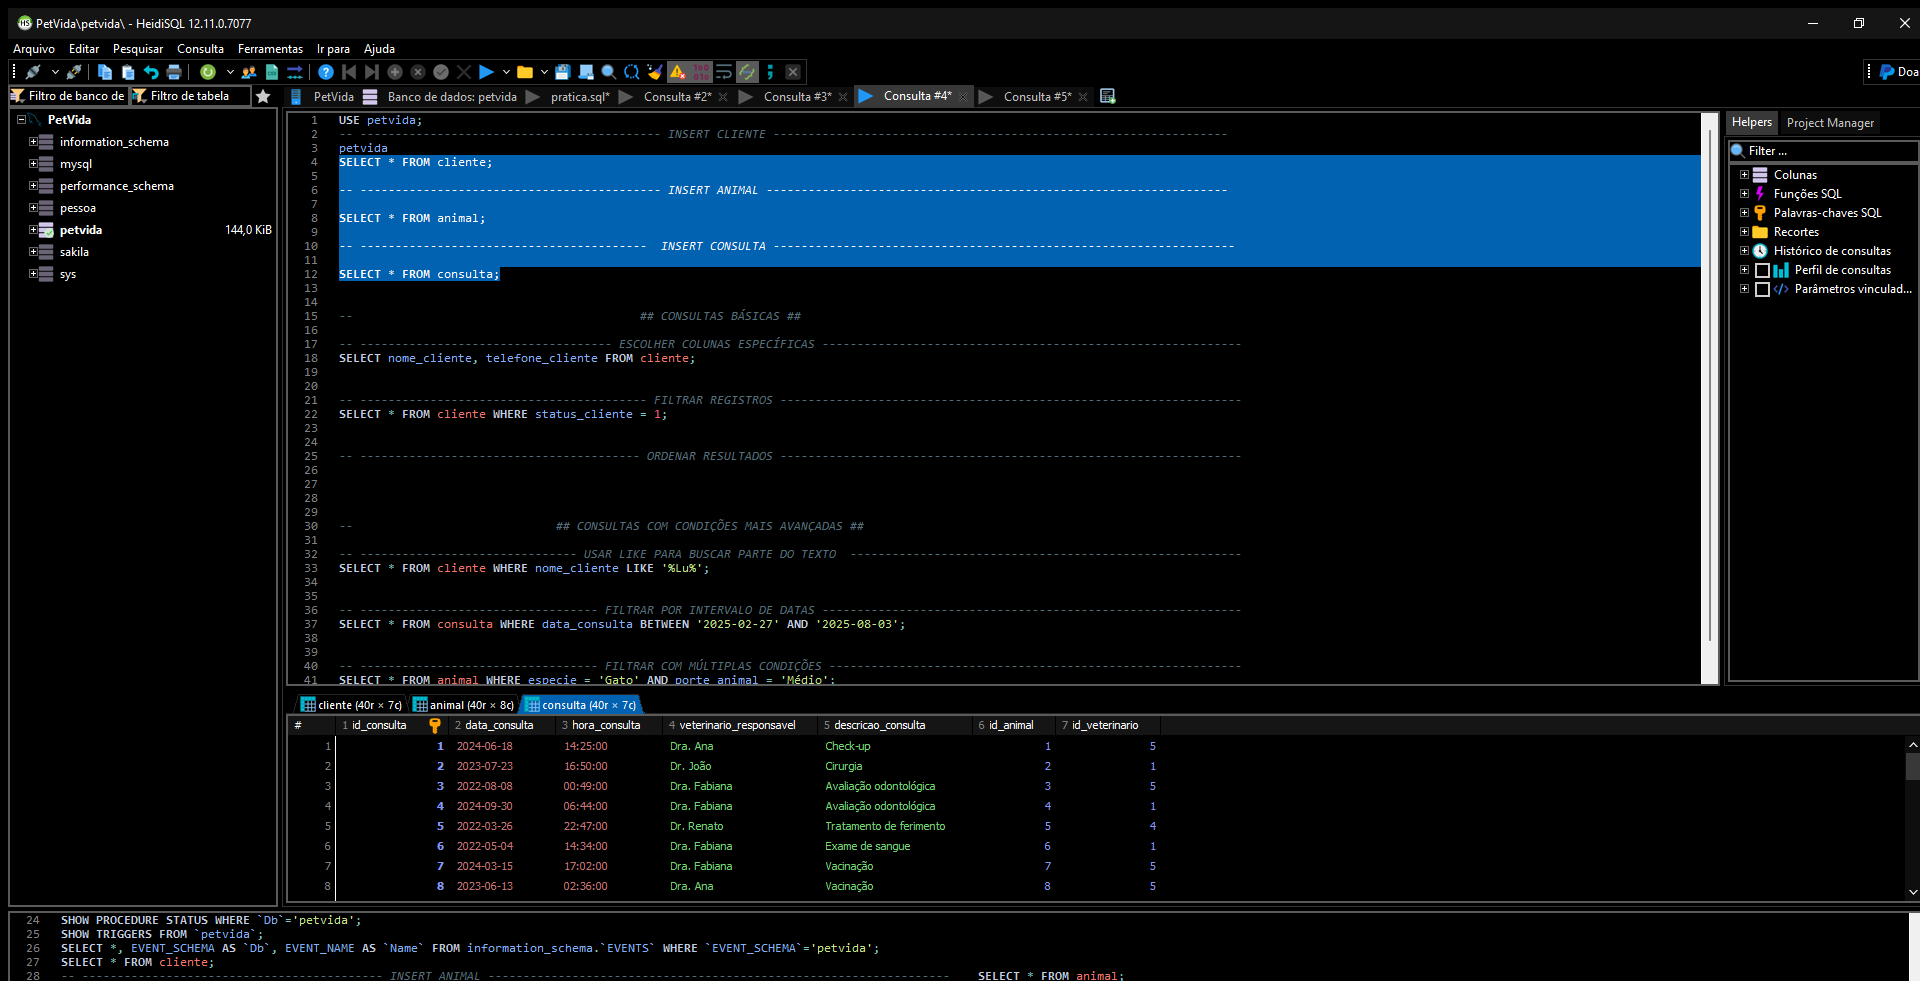 PetVida\petvida\ - HeidiSQL 12.11.0.7077
Arquivo Editar Pesquisar Consulta Ferramentas Ir para Ajuda
Doa
Filtro de banco de Filtro de tabela
PetVida Banco de dados: petvida pratica.sql* Consulta #2* Consulta #3* Consulta #4* Consulta #5*
PetVida
information_schema
mysql
performance_schema
pessoa
petvida 144,0 KiB
sakila
sys
1 USE petvida;
2 -- ------------------------------------------- INSERT CLIENTE -----------------------------------------------------------------
3 petvida
4 SELECT * FROM cliente;
5
6 -- ------------------------------------------- INSERT ANIMAL ------------------------------------------------------------------
7
8 SELECT * FROM animal;
9
10 -- ----------------------------------------- INSERT CONSULTA ------------------------------------------------------------------
11
12 SELECT * FROM consulta;
13
14
15 -- ## CONSULTAS BÁSICAS ##
16
17 -- ------------------------------------ ESCOLHER COLUNAS ESPECÍFICAS ------------------------------------------------------------
18 SELECT nome_cliente, telefone_cliente FROM cliente;
19
20
21 -- ----------------------------------------- FILTRAR REGISTROS ------------------------------------------------------------------
22 SELECT * FROM cliente WHERE status_cliente = 1;
23
24
25 -- ---------------------------------------- ORDENAR RESULTADOS ------------------------------------------------------------------
26
27
28
29
30 -- ## CONSULTAS COM CONDIÇÕES MAIS AVANÇADAS ##
31
32 -- ------------------------------- USAR LIKE PARA BUSCAR PARTE DO TEXTO --------------------------------------------------------
33 SELECT * FROM cliente WHERE nome_cliente LIKE '%Lu%';
34
35
36 -- ---------------------------------- FILTRAR POR INTERVALO DE DATAS ------------------------------------------------------------
37 SELECT * FROM consulta WHERE data_consulta BETWEEN '2025-02-27' AND '2025-08-03';
38
39
40 -- ---------------------------------- FILTRAR COM MÚLTIPLAS CONDIÇÕES -----------------------------------------------------------
41 SELECT * FROM animal WHERE especie = 'Gato' AND porte_animal = 'Médio';
Helpers Project Manager
Filter ...
Colunas
Funções SQL
Palavras-chaves SQL
Recortes
Histórico de consultas
Perfil de consultas
Parâmetros vinculad...
cliente (40r × 7c) animal (40r × 8c) consulta (40r × 7c)
# 1 id_consulta 2 data_consulta 3 hora_consulta 4 veterinario_responsavel 5 descricao_consulta 6 id_animal 7 id_veterinario
1 1 2024-06-18 14:25:00 Dra. Ana Check-up 1 5
2 2 2023-07-23 16:50:00 Dr. João Cirurgia 2 1
3 3 2022-08-08 00:49:00 Dra. Fabiana Avaliação odontológica 3 5
4 4 2024-09-30 06:44:00 Dra. Fabiana Avaliação odontológica 4 1
5 5 2022-03-26 22:47:00 Dr. Renato Tratamento de ferimento 5 4
6 6 2022-05-04 14:34:00 Dra. Fabiana Exame de sangue 6 1
7 7 2024-03-15 17:02:00 Dra. Fabiana Vacinação 7 5
8 8 2023-06-13 02:36:00 Dra. Ana Vacinação 8 5
24 SHOW PROCEDURE STATUS WHERE `Db`='petvida';
25 SHOW TRIGGERS FROM `petvida`;
26 SELECT *, EVENT_SCHEMA AS `Db`, EVENT_NAME AS `Name` FROM information_schema.`EVENTS` WHERE `EVENT_SCHEMA`='petvida';
27 SELECT * FROM cliente;
28 -- ------------------------------------------- INSERT ANIMAL ------------------------------------------------------------------ SELECT * FROM animal;